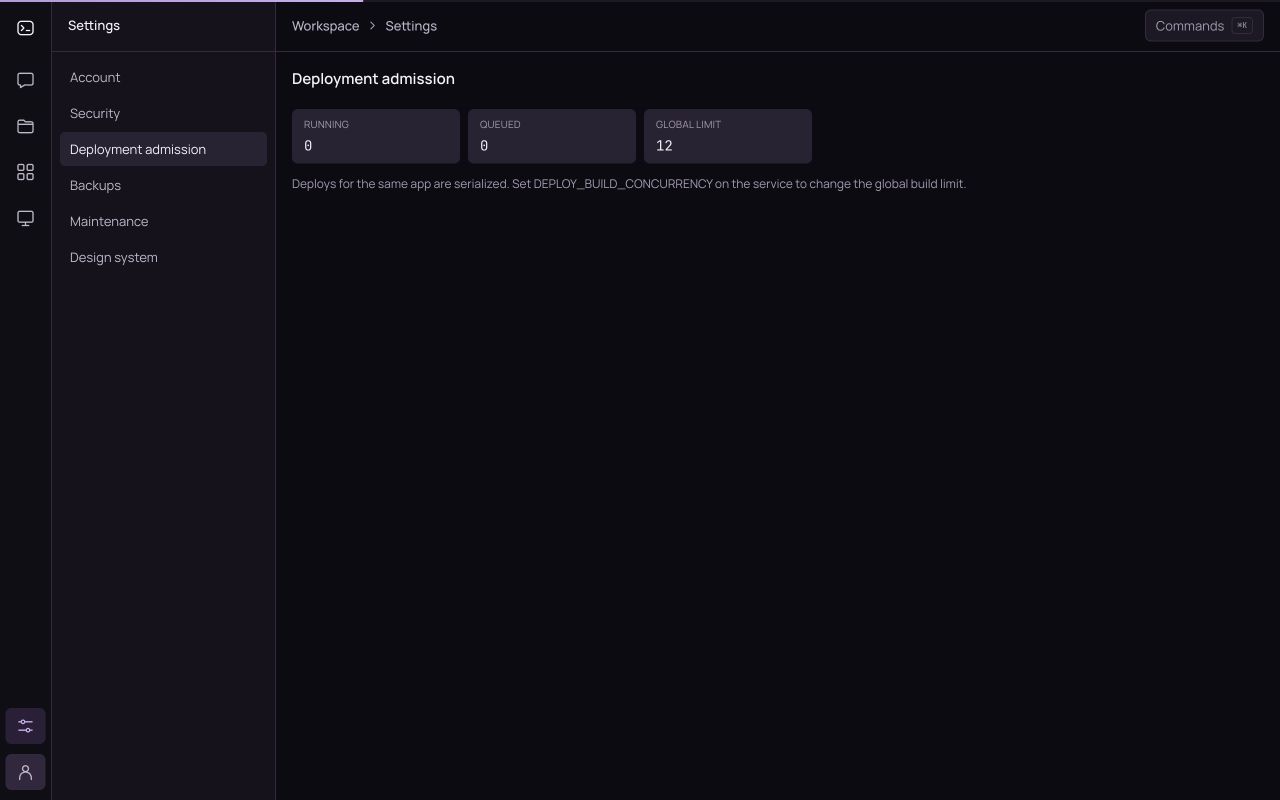 Settings
Workspace > Settings
Commands ⌘K
Account
Security
Deployment admission
Backups
Maintenance
Design system
Deployment admission
RUNNING
0
QUEUED
0
GLOBAL LIMIT
12
Deploys for the same app are serialized. Set DEPLOY_BUILD_CONCURRENCY on the service to change the global build limit.